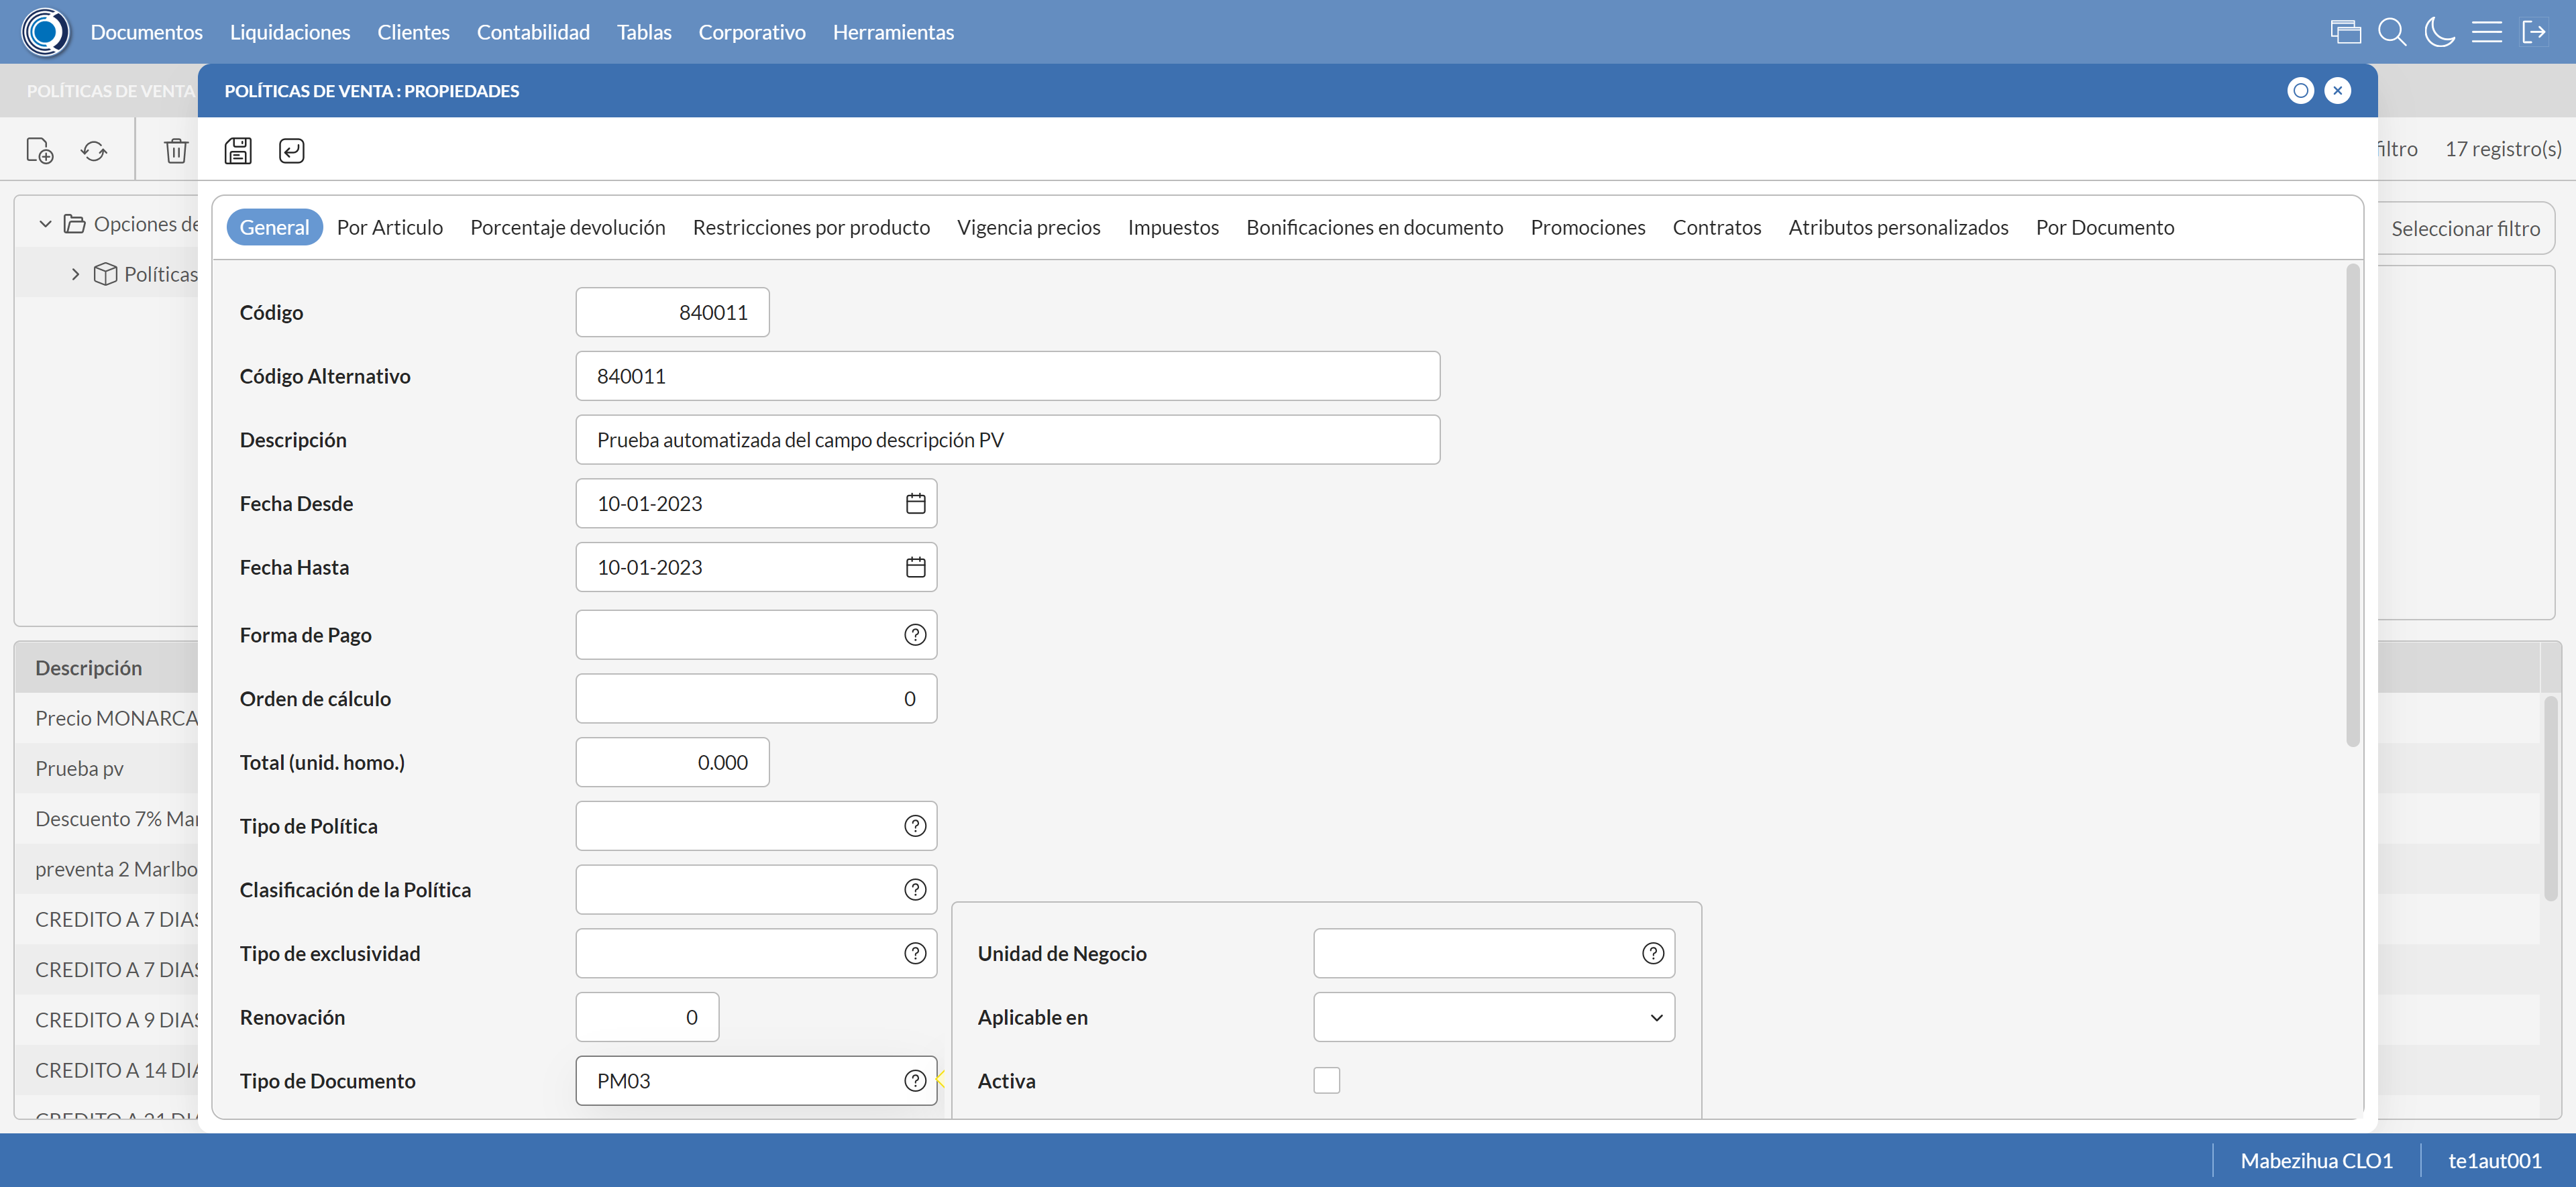 Documentos Liquidaciones Clientes Contabilidad Tablas Corporativo Herramientas
POLÍTICAS DE VENTA
POLÍTICAS DE VENTA : PROPIEDADES
filtro 17 registro(s)
General Por Articulo Porcentaje devolución Restricciones por producto Vigencia precios Impuestos Bonificaciones en documento Promociones Contratos Atributos personalizados Por Documento
Opciones de
Seleccionar filtro
Políticas
Código 840011
Código Alternativo 840011
Descripción Prueba automatizada del campo descripción PV
Fecha Desde 10-01-2023
Fecha Hasta 10-01-2023
Forma de Pago
Orden de cálculo 0
Total (unid. homo.) 0.000
Tipo de Política
Clasificación de la Política
Tipo de exclusividad
Renovación 0
Tipo de Documento PM03
Unidad de Negocio
Aplicable en
Activa
Descripción
Precio MONARCA
Prueba pv
Descuento 7% Mar
preventa 2 Marlbo
CREDITO A 7 DIAS
CREDITO A 7 DIAS
CREDITO A 9 DIAS
CREDITO A 14 DIA
CREDITO A 21 DI
Mabezihua CLO1 te1aut001